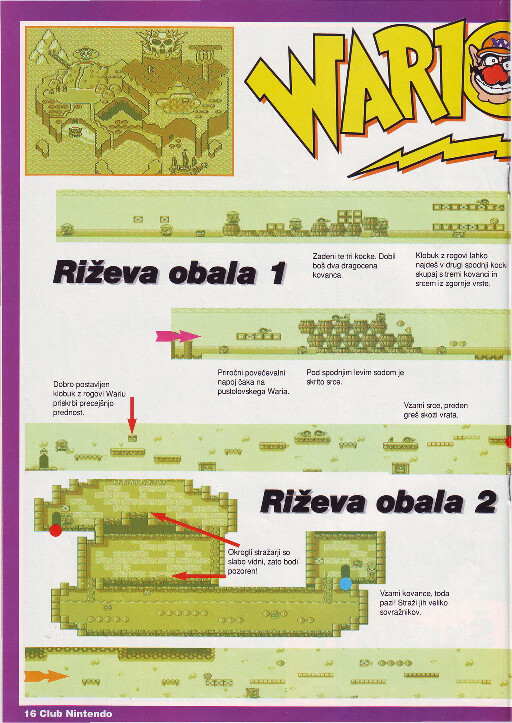 WARIO
Zadeni te tri kocke. Dobil
boš dva dragocena
kovanca.
Klobuk z rogovi lahko
najdeš v drugi spodnji kocki
skupaj s tremi kovanci in
srcem iz zgornje vrste.
Riževa obala 1
Priročni povečevalni
napoj čaka na
pustolovskega Waria.
Pod spodnjim levim sodom je
skrito srce.
Dobro postavljen
klobuk z rogovi Wariu
priskrbi precejšnjo
prednost.
Vzami srce, preden
greš skozi vrata.
Riževa obala 2
Okrogli stražarji so
slabo vidni, zato bodi
pozoren!
Vzami kovance, toda
pazi! Straži jih veliko
sovražnikov.
16 Club Nintendo